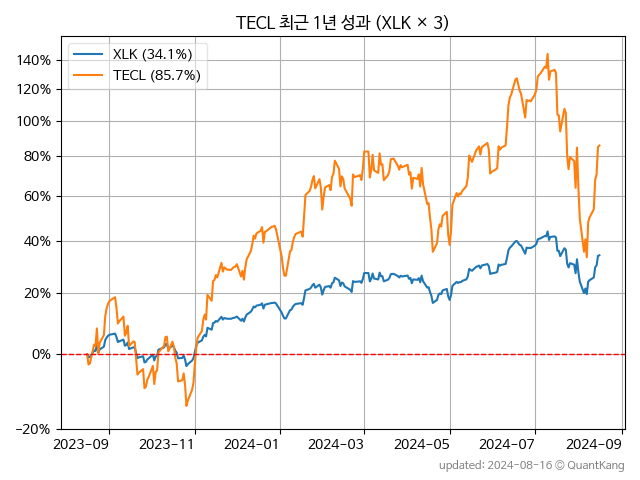 TECL 최근 1년 성과 (XLK × 3)
XLK (34.1%)
TECL (85.7%)
140%
120%
100%
80%
60%
40%
20%
0%
−20%
2023−09 2023−11 2024−01 2024−03 2024−05 2024−07 2024−09
updated: 2024-08-16 © QuantKang